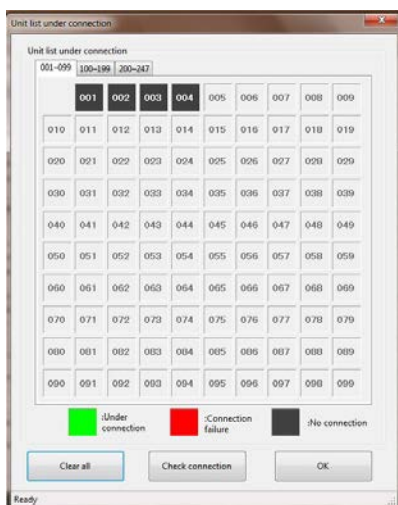 Unit list under connection
Unit list under connection
001-099 100-199 200-247
001 002 003 004 005 006 007 008 009
010 011 012 013 014 015 016 017 018 019
020 021 022 023 024 025 026 027 028 029
030 031 032 033 034 035 036 037 038 039
040 041 042 043 044 045 046 047 048 049
050 051 052 053 054 055 056 057 058 059
060 061 062 063 064 065 066 067 068 069
070 071 072 073 074 075 076 077 078 079
080 081 082 083 084 085 086 087 088 089
090 091 092 093 094 095 096 097 098 099
:Under connection :Connection failure :No connection
Clear all Check connection OK
Ready